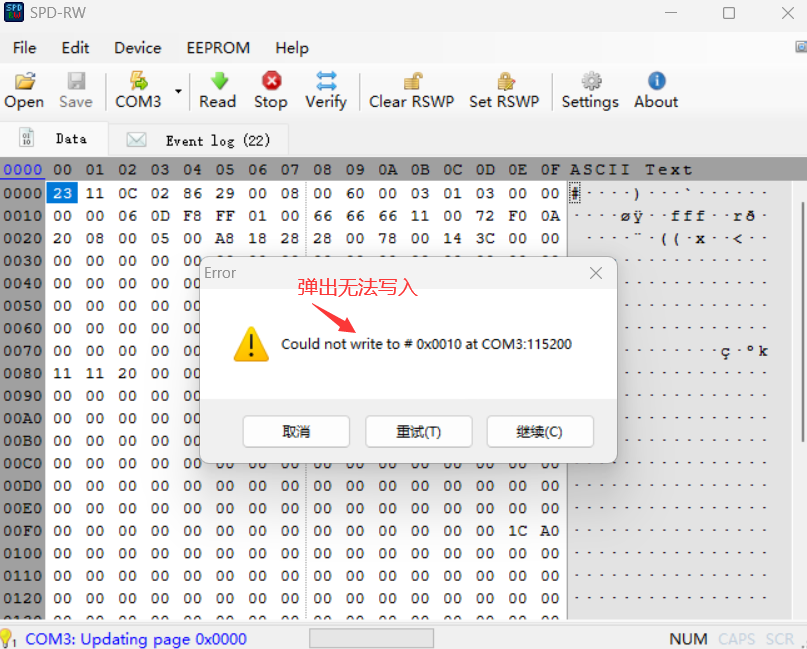 SPD-RW
File Edit Device EEPROM Help
Open Save COM3 Read Stop Verify Clear RSWP Set RSWP Settings About
Data Event log (22)
0000 00 01 02 03 04 05 06 07 08 09 0A 0B 0C 0D 0E 0F ASCII Text
0000 23 11 0C 02 86 29 00 08 00 60 00 03 01 03 00 00 #····)···`······
0010 00 00 06 0D F8 FF 01 00 66 66 66 11 00 72 F0 0A ····øÿ··fff··rð·
0020 20 08 00 05 00 A8 18 28 28 00 78 00 14 3C 00 00 ·····¨·((·x··<··
0030 00 00 00 00 00
0040 00 00 00 00 00
0050 00 00 00 00 00
0060 00 00 00 00 00
0070 00 00 00 00 00 ç·ºk
0080 11 11 20 00 00
0090 00 00 00 00 00
00A0 00 00 00 00 00
00B0 00 00 00 00 00
00C0 00 00 00 00 00 00 00 00 00 00 00 00 00 00 00 00
00D0 00 00 00 00 00 00 00 00 00 00 00 00 00 00 00 00
00E0 00 00 00 00 00 00 00 00 00 00 00 00 00 00 00 00
00F0 00 00 00 00 00 00 00 00 00 00 00 00 00 00 1C A0
0100 00 00 00 00 00 00 00 00 00 00 00 00 00 00 00 00
0110 00 00 00 00 00 00 00 00 00 00 00 00 00 00 00 00
0120 00 00 00 00 00 00 00 00 00 00 00 00 00 00 00 00
Error
弹出无法写入
Could not write to # 0x0010 at COM3:115200
取消 重试(T) 继续(C)
COM3: Updating page 0x0000 NUM CAPS SCR